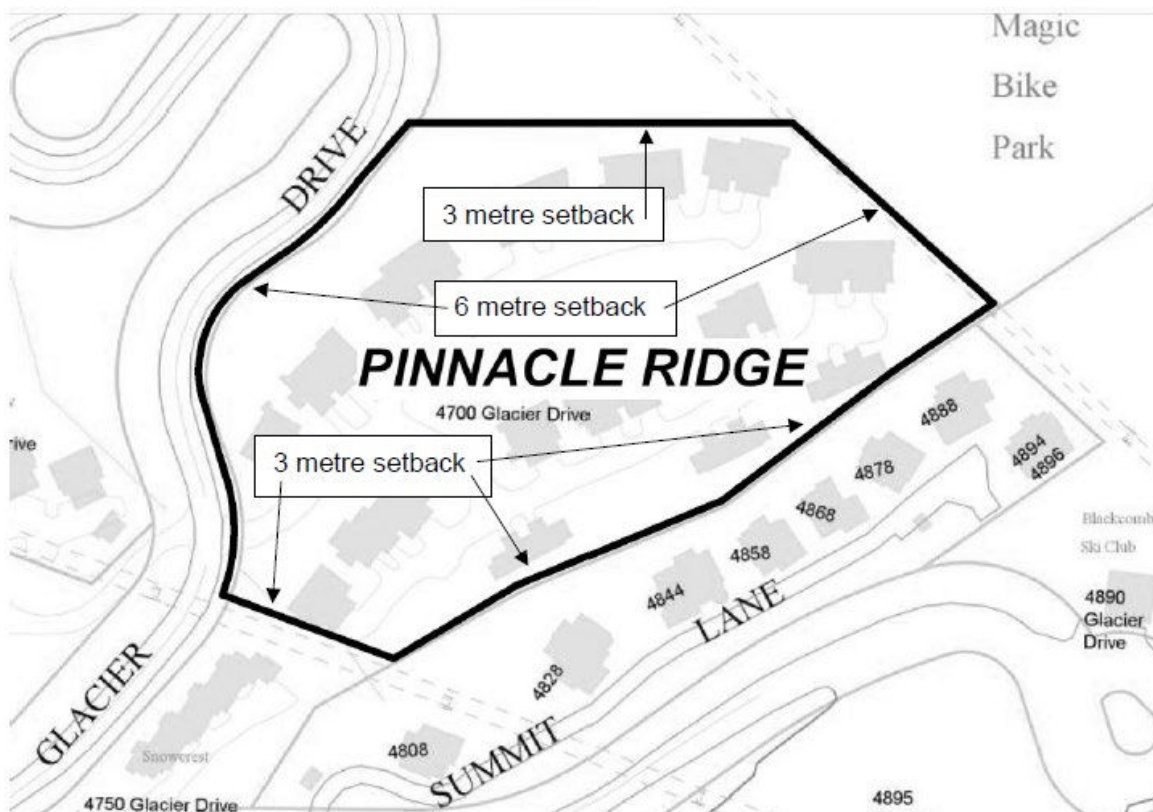 Magic
Bike
Park
DRIVE
3 metre setback
6 metre setback
PINNACLE RIDGE
4700 Glacier Drive
3 metre setback
4888
4894
4896
4878
4868
4858
4844
4828
4808
LANE
SUMMIT
GLACIER
Blackcomb
Ski Club
4890
Glacier
Drive
Snowcrest
4750 Glacier Drive
4895
rive